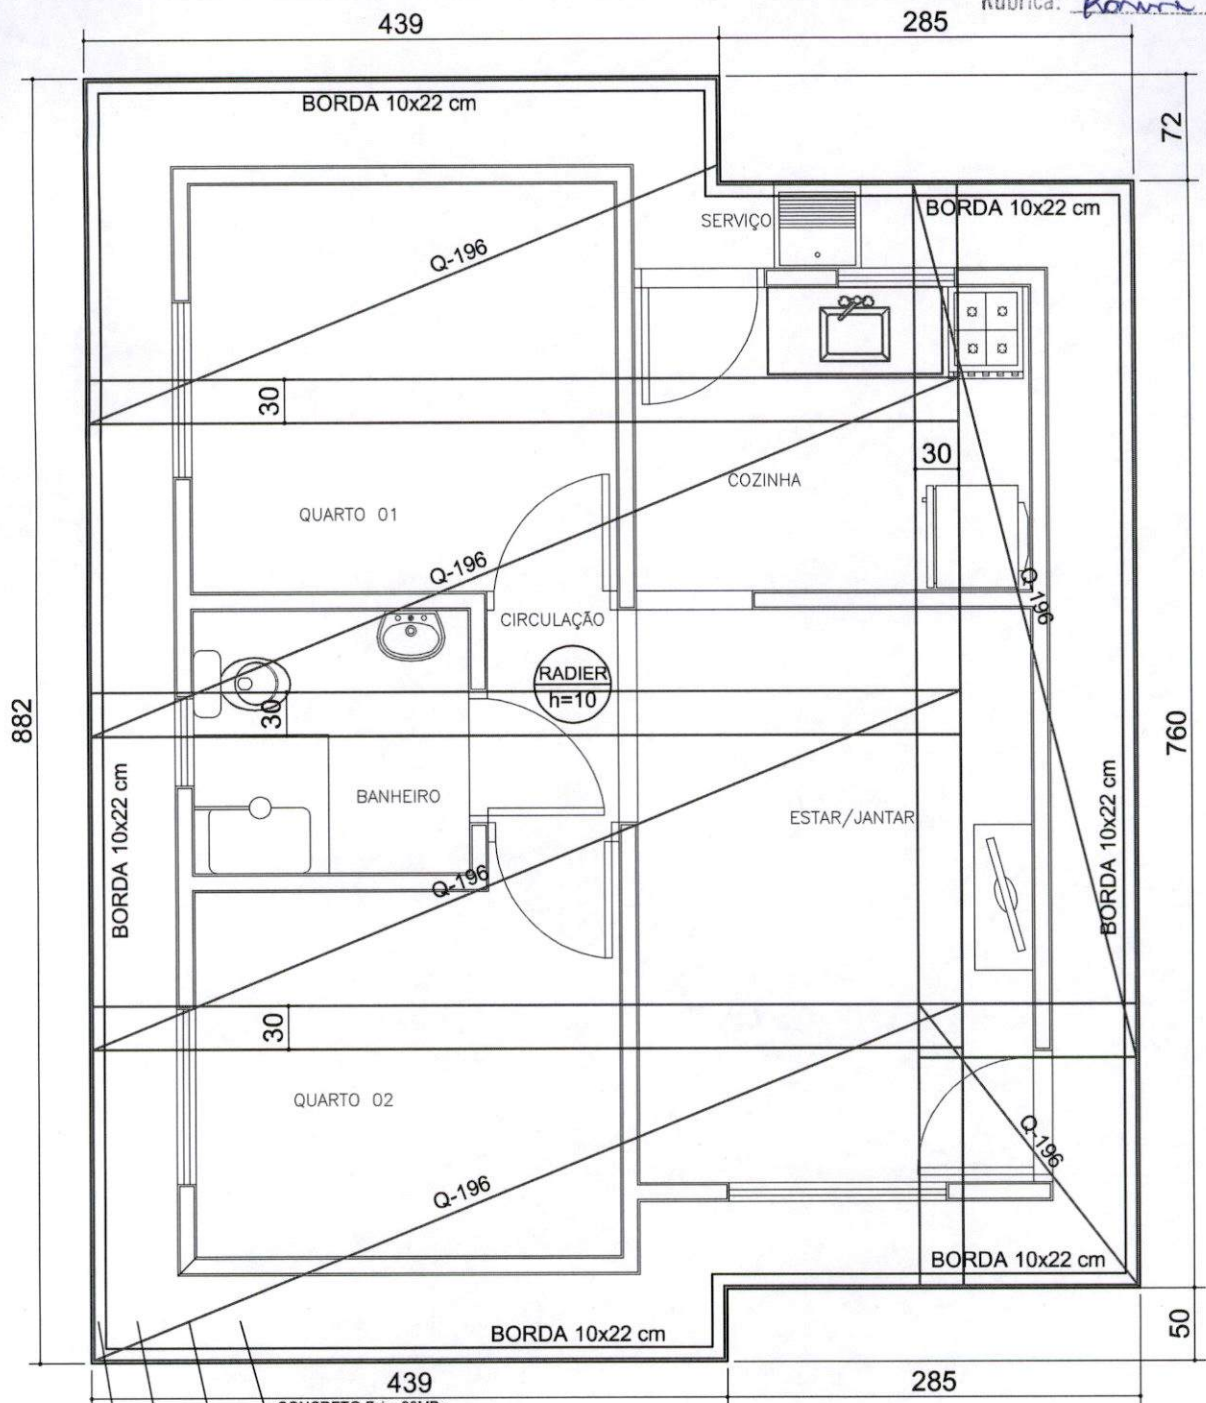 Rubrica:
439
285
BORDA 10x22 cm
72
SERVIÇO
BORDA 10x22 cm
Q-196
30
30
COZINHA
QUARTO 01
Q-196
Q-196
CIRCULAÇÃO
RADIER
h=10
882
30
760
BORDA 10x22 cm
BANHEIRO
ESTAR/JANTAR
BORDA 10x22 cm
Q-196
30
QUARTO 02
Q-196
Q-196
BORDA 10x22 cm
50
BORDA 10x22 cm
439
285